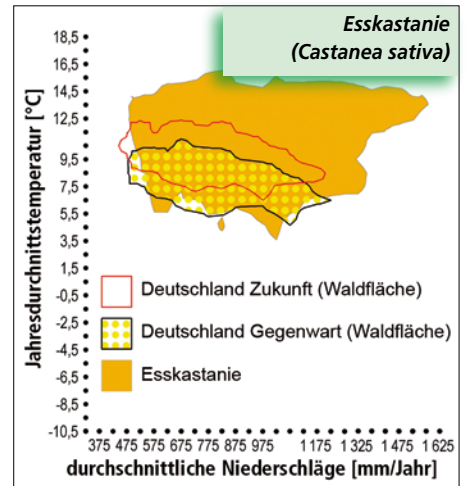 Esskastanie
(Castanea sativa)
Jahresdurchschnittstemperatur [°C]
18,5
16,5
14,5
12,5
9,5
7,5
5,5
3,5
1,5
-0,5
-2,5
-4,5
-6,5
-8,5
-10,5
Deutschland Zukunft (Waldfläche)
Deutschland Gegenwart (Waldfläche)
Esskastanie
375 475 575 675 775 875 975 1 175 1 325 1 475 1 625
durchschnittliche Niederschläge [mm/Jahr]